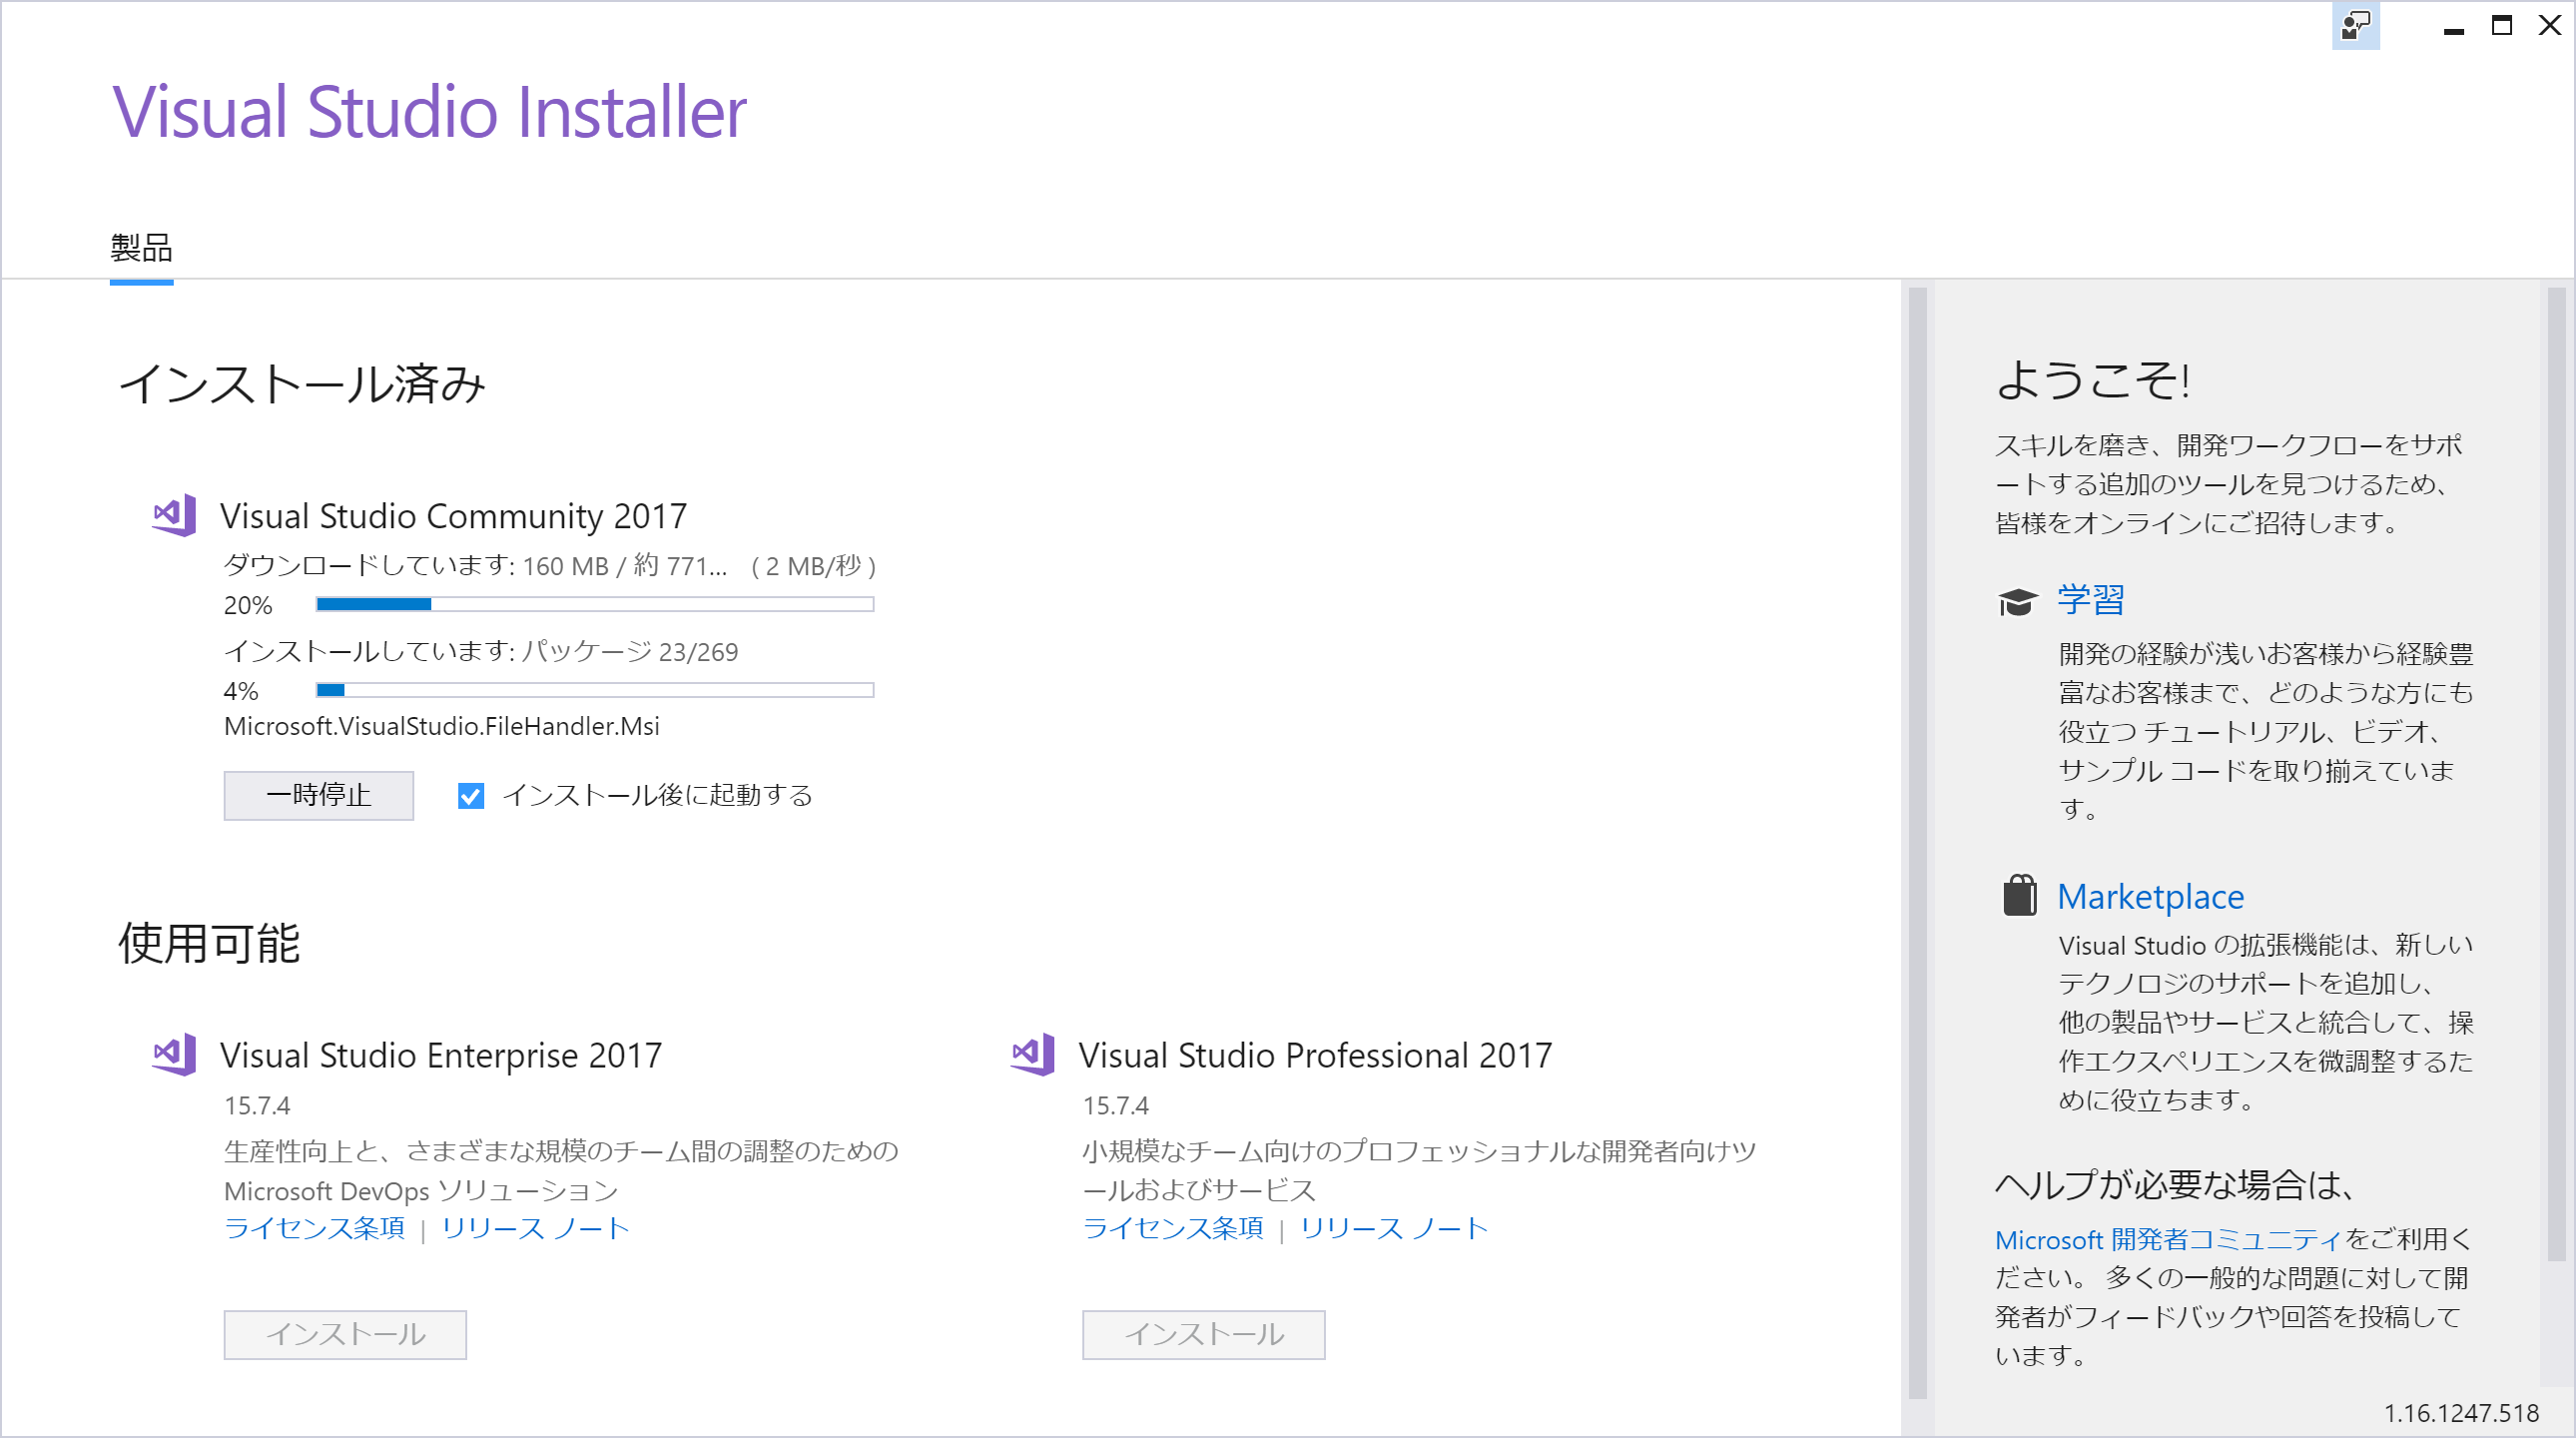 Visual Studio Installer
製品
インストール済み
Visual Studio Community 2017
ダウンロードしています: 160 MB / 約 771... ( 2 MB/秒 )
20%
インストールしています: パッケージ 23/269
4%
Microsoft.VisualStudio.FileHandler.Msi
一時停止
インストール後に起動する
使用可能
Visual Studio Enterprise 2017
15.7.4
生産性向上と、さまざまな規模のチーム間の調整のための
Microsoft DevOps ソリューション
ライセンス条項 | リリース ノート
インストール
Visual Studio Professional 2017
15.7.4
小規模なチーム向けのプロフェッショナルな開発者向けツ
ールおよびサービス
ライセンス条項 | リリース ノート
インストール
ようこそ!
スキルを磨き、開発ワークフローをサポ
ートする追加のツールを見つけるため、
皆様をオンラインにご招待します。
学習
開発の経験が浅いお客様から経験豊
富なお客様まで、どのような方にも
役立つ チュートリアル、ビデオ、
サンプル コードを取り揃えていま
す。
Marketplace
Visual Studio の拡張機能は、新しい
テクノロジのサポートを追加し、
他の製品やサービスと統合して、操
作エクスペリエンスを微調整するた
めに役立ちます。
ヘルプが必要な場合は、
Microsoft 開発者コミュニティをご利用く
ださい。 多くの一般的な問題に対して開
発者がフィードバックや回答を投稿して
います。
1.16.1247.518